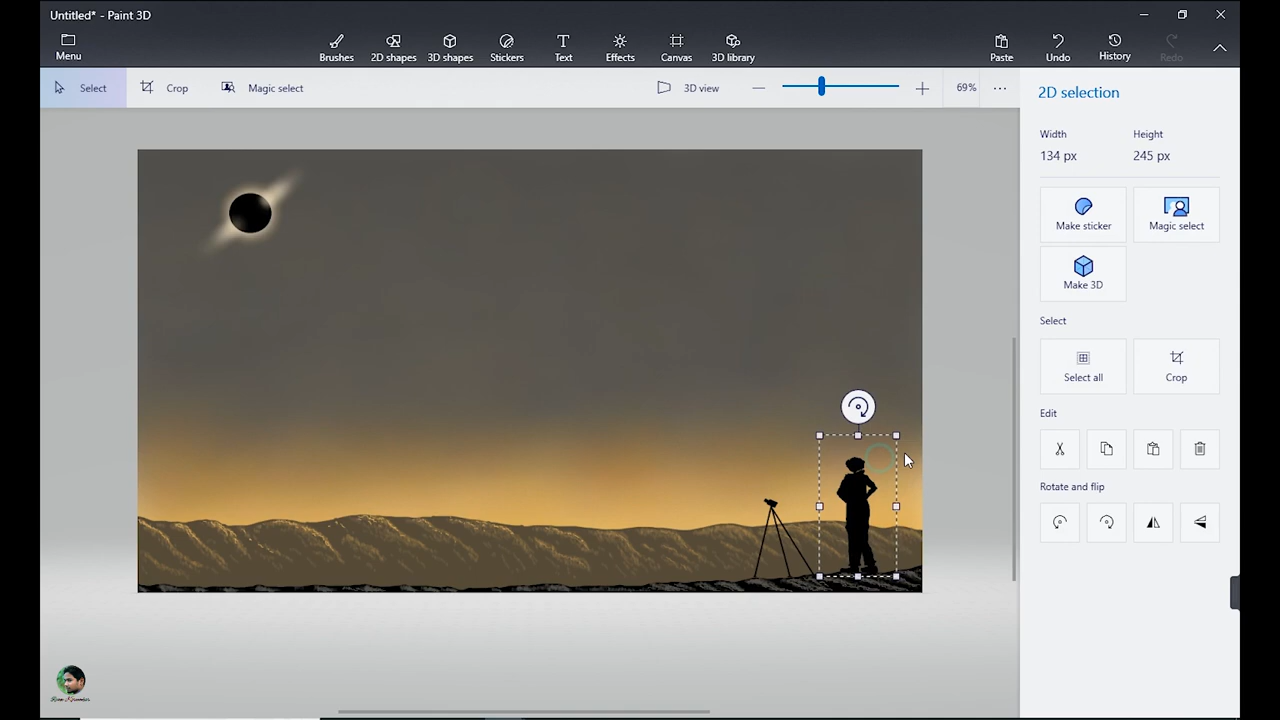 Untitled* - Paint 3D
Menu
Brushes
2D shapes
3D shapes
Stickers
Text
Effects
Canvas
3D library
Paste
Undo
History
Redo
Select
Crop
Magic select
3D view
69%
2D selection
Width
Height
134 px
245 px
Make sticker
Magic select
Make 3D
Select
Select all
Crop
Edit
Rotate and flip